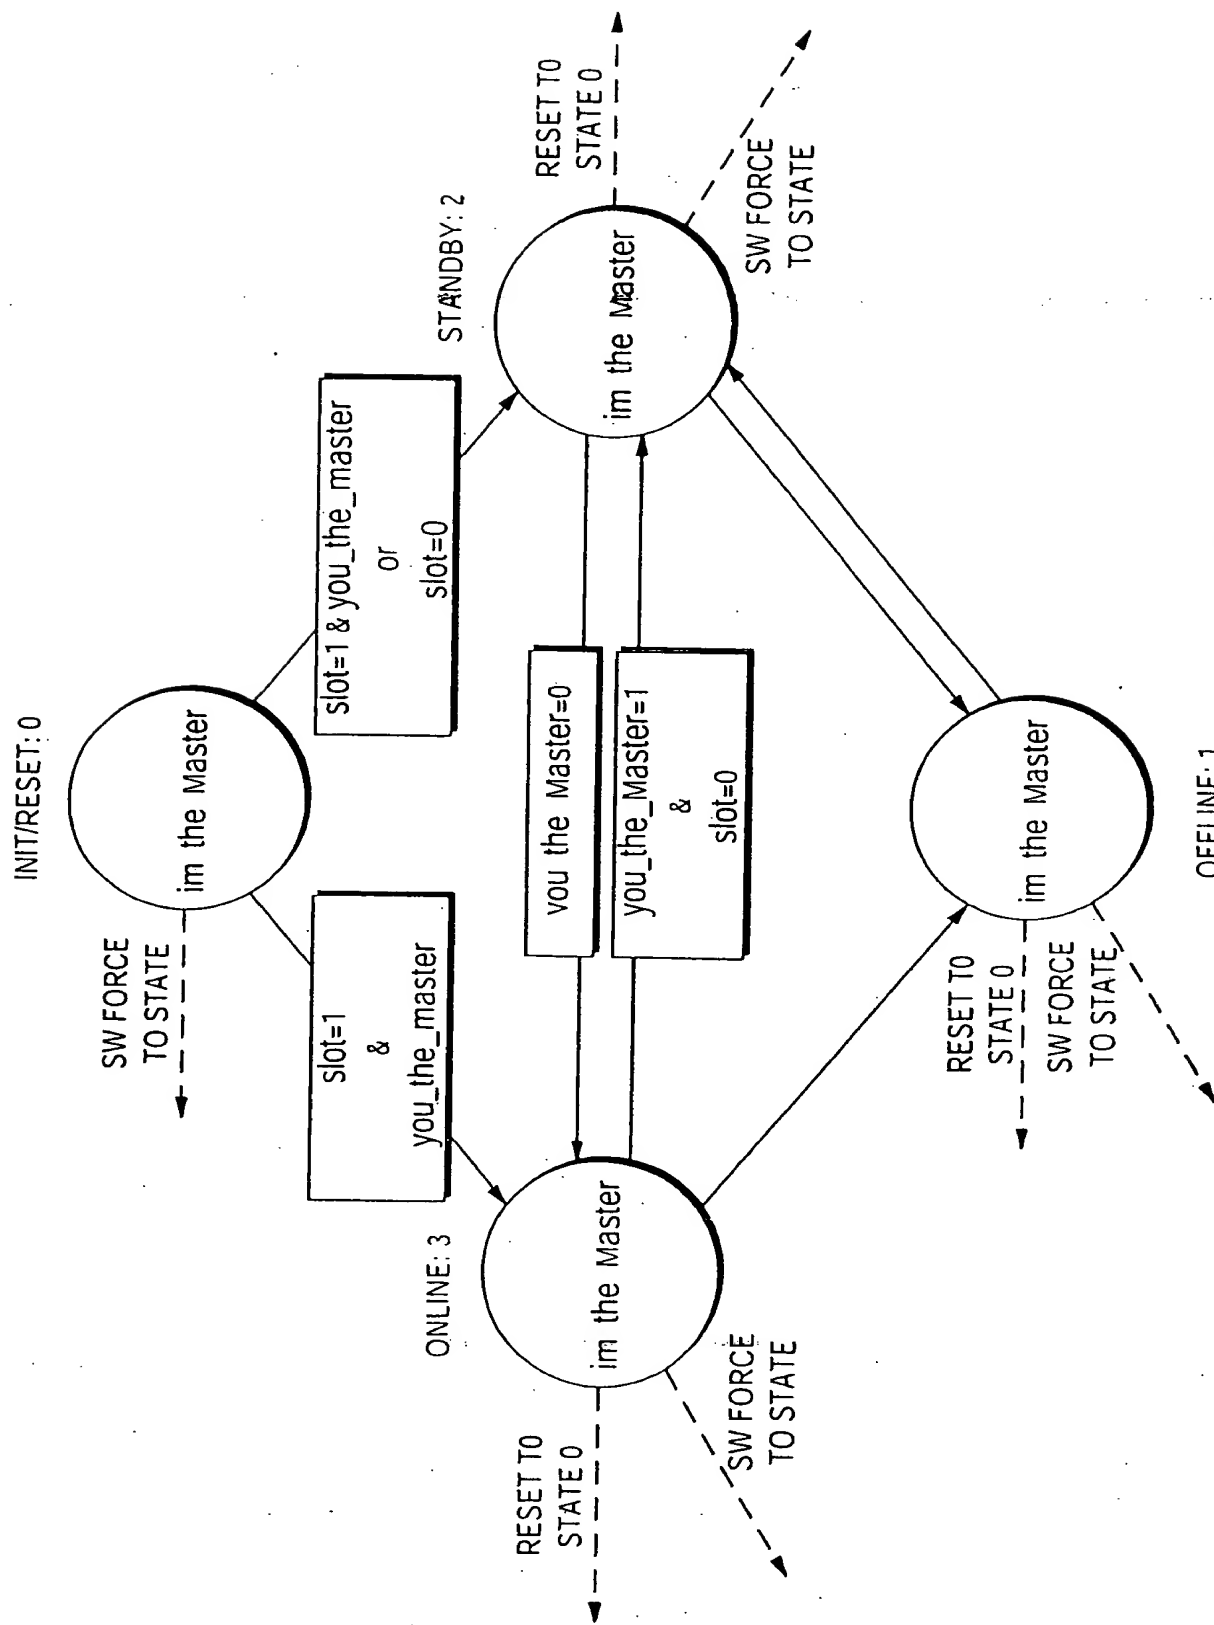 INIT/RESET: 0
SW FORCE
TO STATE
im the Master
slot=1
&
you_the_master
slot=1 & you_the_master
or
slot=0
ONLINE: 3
STANDBY: 2
RESET TO
STATE 0
im the Master
vou the Master=0
you_the_Master=1
&
slot=0
im the Master
RESET TO
STATE 0
SW FORCE
TO STATE
SW FORCE
TO STATE
RESET TO
STATE 0
SW FORCE
TO STATE
im the Master
OFFLINE: 1